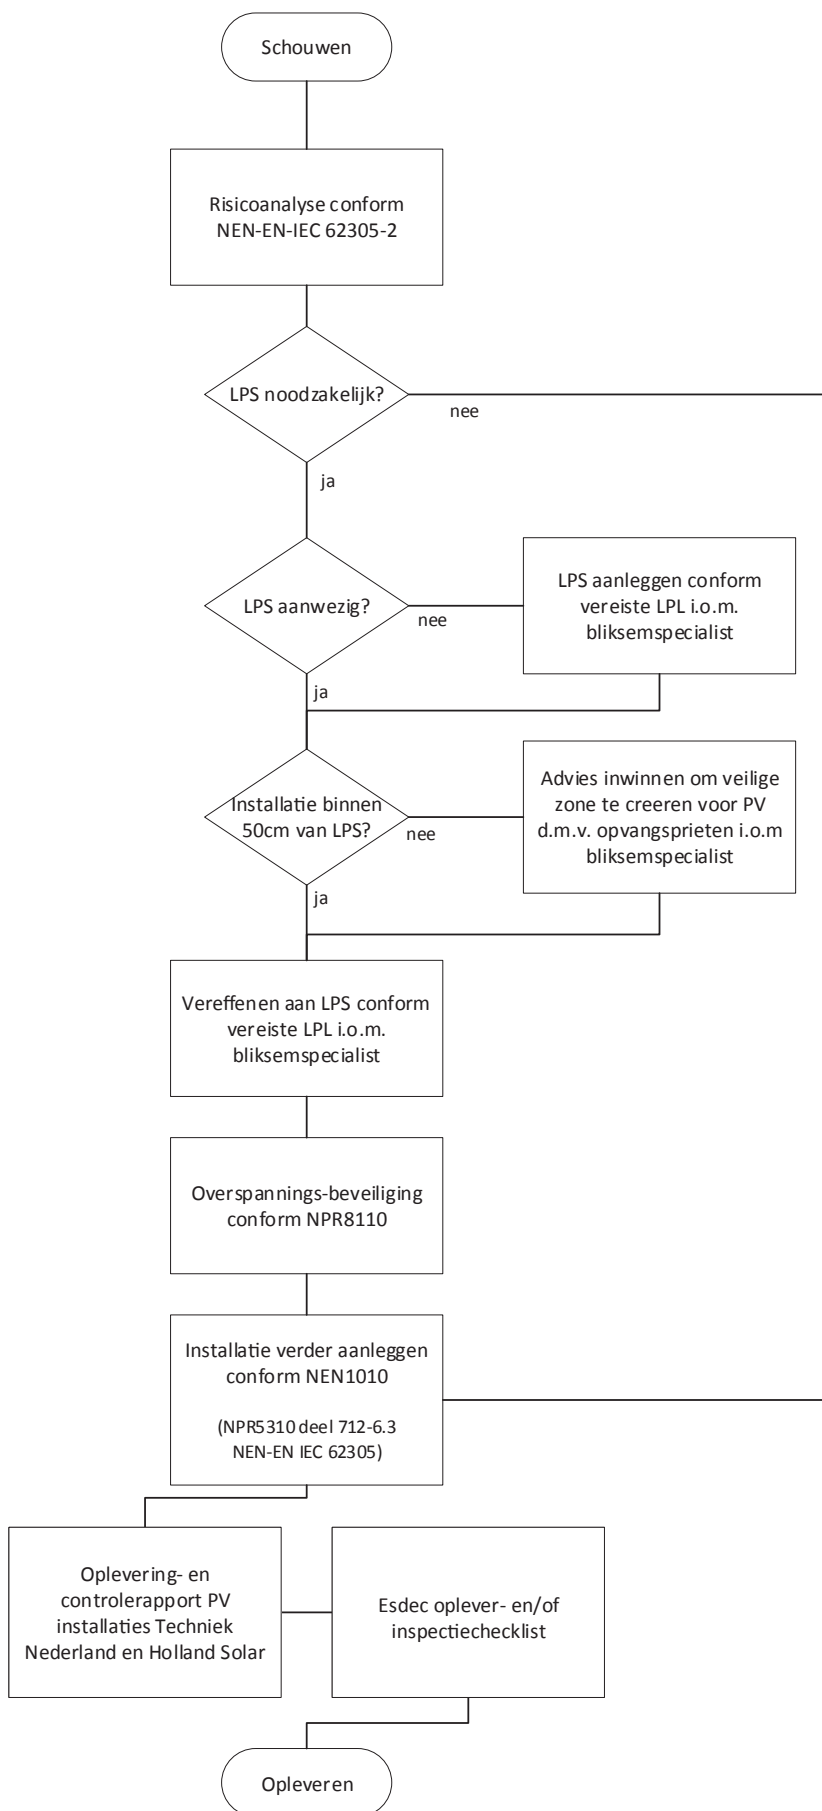 Schouwen
Risicoanalyse conform
NEN-EN-IEC 62305-2
LPS noodzakelijk?
nee
ja
LPS aanwezig?
nee
LPS aanleggen conform
vereiste LPL i.o.m.
bliksemspecialist
ja
Installatie binnen
50cm van LPS?
nee
Advies inwinnen om veilige
zone te creeren voor PV
d.m.v. opvangsprieten i.o.m
bliksemspecialist
ja
Vereffenen aan LPS conform
vereiste LPL i.o.m.
bliksemspecialist
Overspannings-beveiliging
conform NPR8110
Installatie verder aanleggen
conform NEN1010
(NPR5310 deel 712-6.3
NEN-EN IEC 62305)
Oplevering- en
controlerapport PV
installaties Techniek
Nederland en Holland Solar
Esdec oplever- en/of
inspectiechecklist
Opleveren